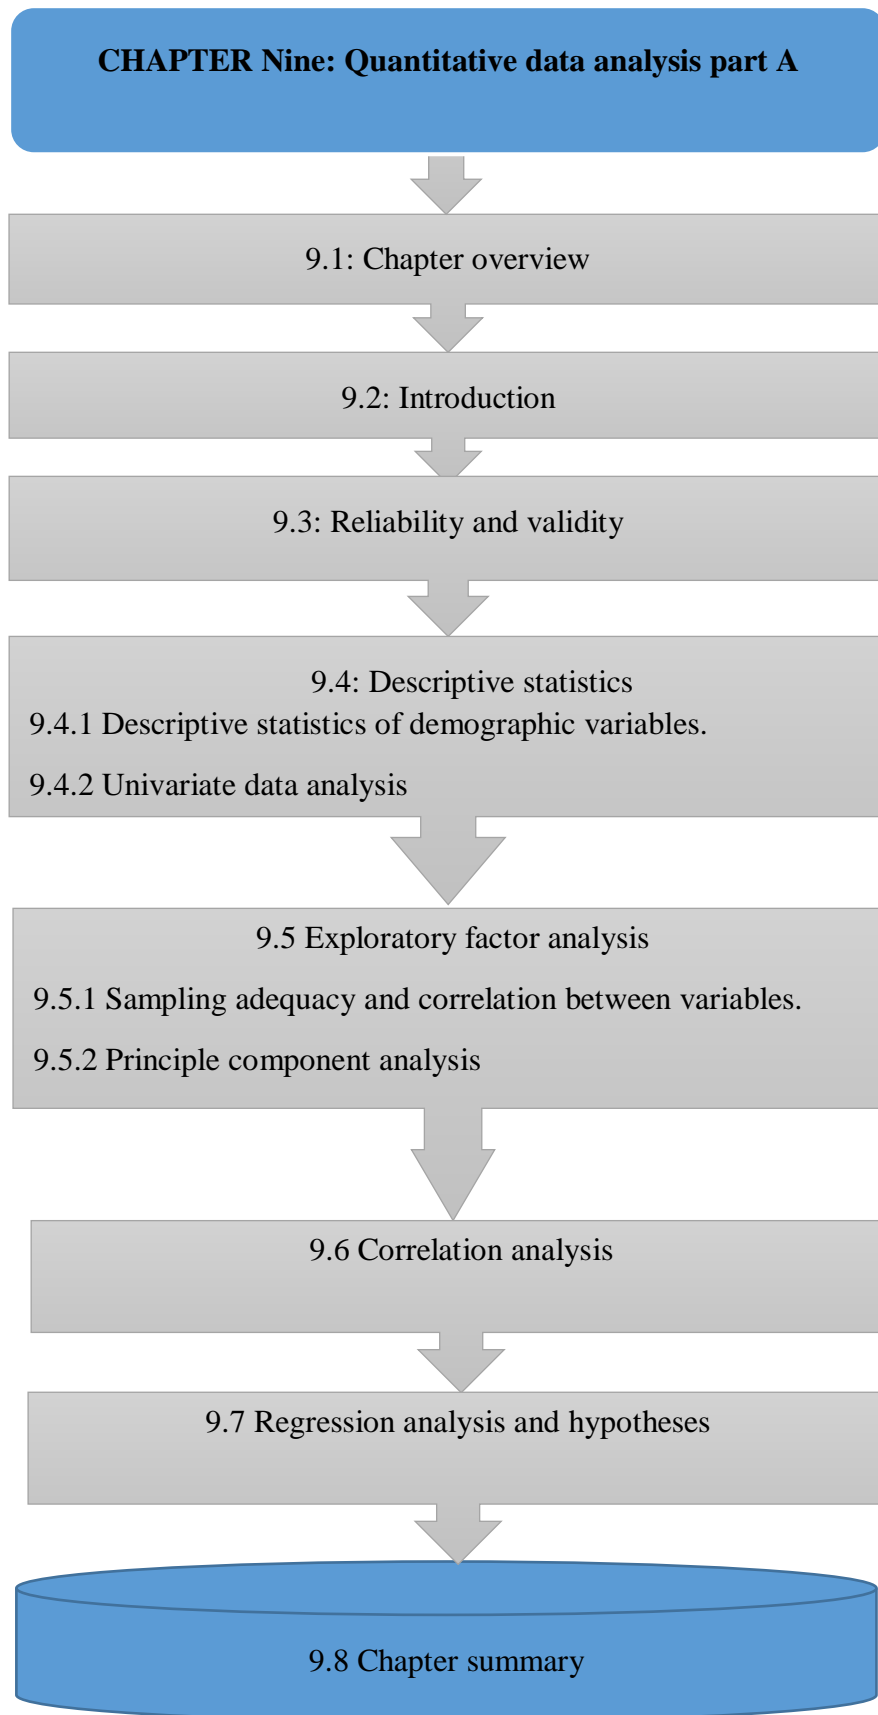 CHAPTER Nine: Quantitative data analysis part A
9.1: Chapter overview
9.2: Introduction
9.3: Reliability and validity
9.4: Descriptive statistics
9.4.1 Descriptive statistics of demographic variables.
9.4.2 Univariate data analysis
9.5 Exploratory factor analysis
9.5.1 Sampling adequacy and correlation between variables.
9.5.2 Principle component analysis
9.6 Correlation analysis
9.7 Regression analysis and hypotheses
9.8 Chapter summary